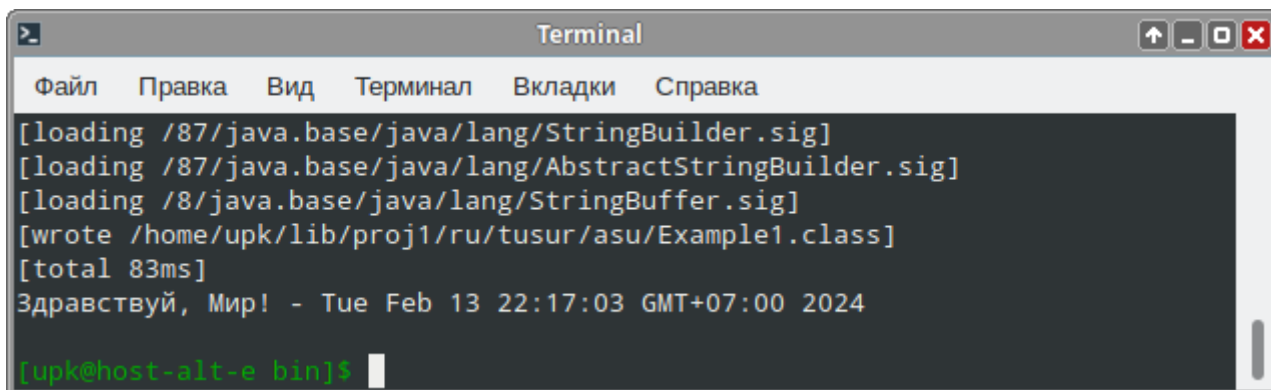 Terminal
Файл Правка Вид Терминал Вкладки Справка
[loading /87/java.base/java/lang/StringBuilder.sig]
[loading /87/java.base/java/lang/AbstractStringBuilder.sig]
[loading /8/java.base/java/lang/StringBuffer.sig]
[wrote /home/upk/lib/proj1/ru/tusur/asu/Example1.class]
[total 83ms]
Здравствуй, Мир! - Tue Feb 13 22:17:03 GMT+07:00 2024
[upk@host-alt-e bin]$